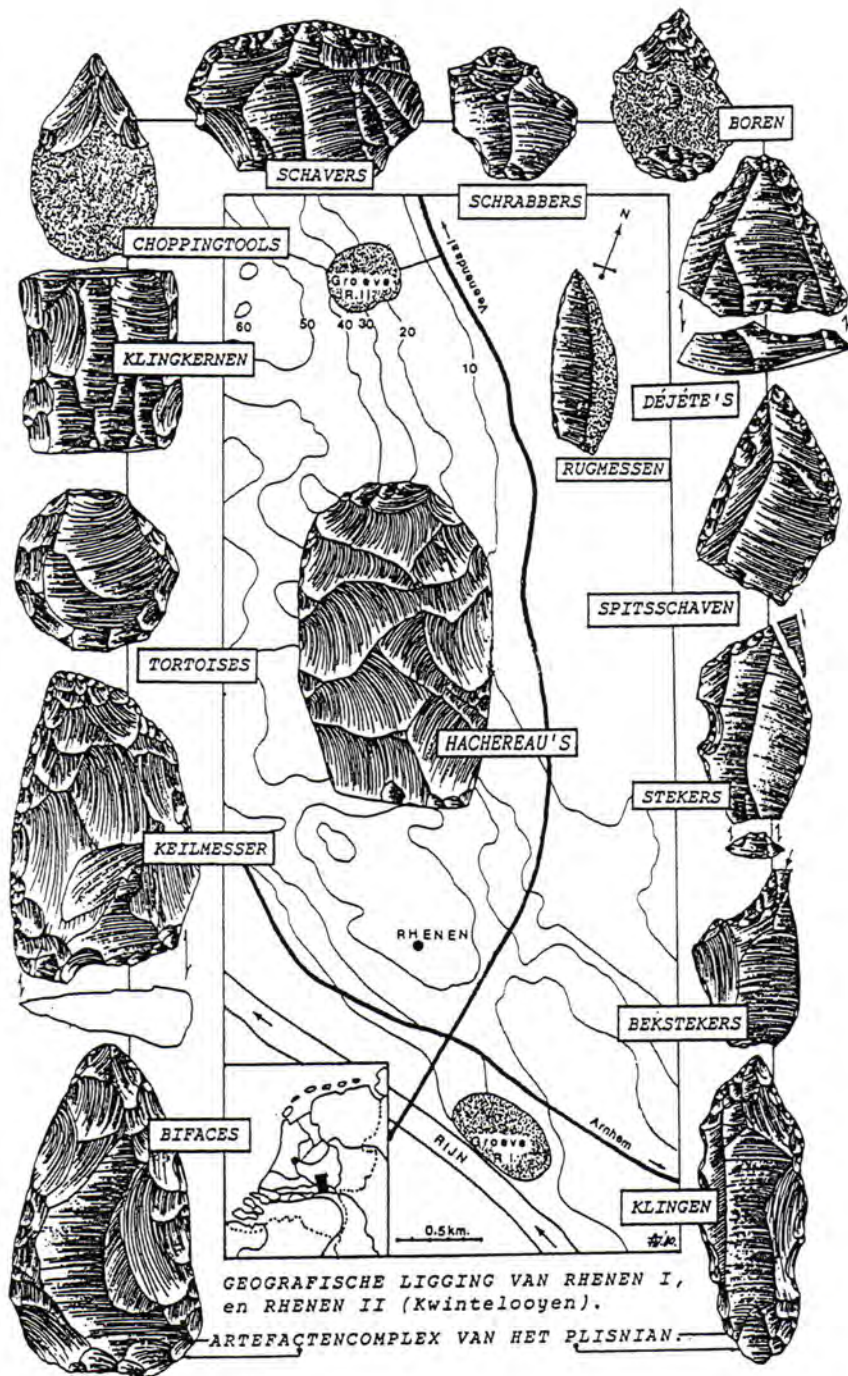 BOREN
SCHAVERS
SCHRABBERS
CHOPPINGTOOLS
Veenendaal
N
Groeve
R.II
60
50
40
30
20
10
KLINGKERNEN
DÉJÉTE'S
RUGMESSEN
SPITSSCHAVEN
TORTOISES
HACHEREAU'S
STEKERS
KEILMESSER
RHENEN
BEKSTEKERS
BIFACES
RIJN
Groeve
R.I.
Arnhem
KLINGEN
0.5km.
GEOGRAFISCHE LIGGING VAN RHENEN I,
en RHENEN II (Kwintelooyen).
ARTEFACTENCOMPLEX VAN HET PLISNIAN.